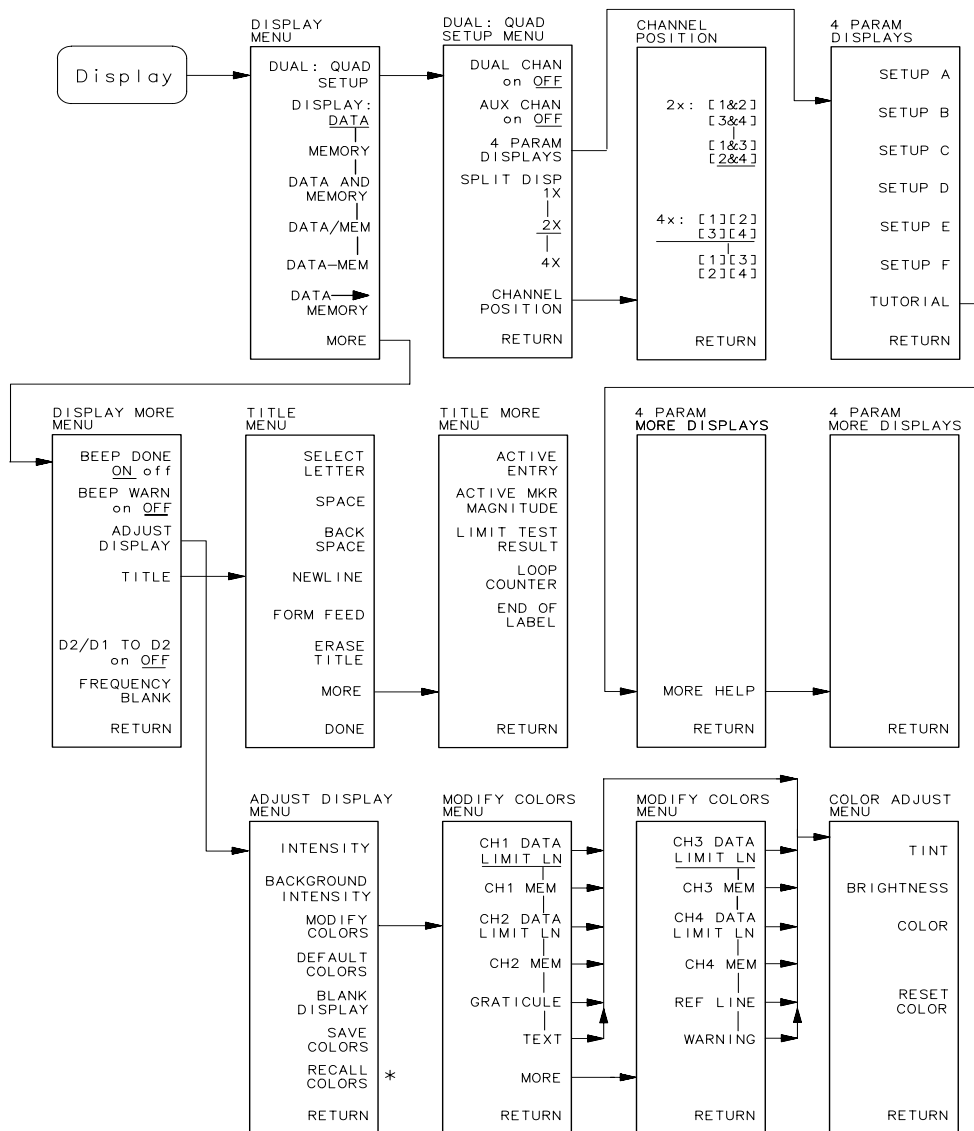 Display
DISPLAY
MENU
DUAL: QUAD
SETUP
DISPLAY:
DATA
MEMORY
DATA AND
MEMORY
DATA/MEM
DATA-MEM
DATA
MEMORY
MORE
DUAL: QUAD
SETUP MENU
DUAL CHAN
on OFF
AUX CHAN
on OFF
4 PARAM
DISPLAYS
SPLIT DISP
1X
2X
4X
CHANNEL
POSITION
RETURN
CHANNEL
POSITION
2x: [1&2]
[3&4]
[1&3]
[2&4]
4x: [1][2]
[3][4]
[1][3]
[2][4]
RETURN
4 PARAM
DISPLAYS
SETUP A
SETUP B
SETUP C
SETUP D
SETUP E
SETUP F
TUTORIAL
RETURN
DISPLAY MORE
MENU
BEEP DONE
ON off
BEEP WARN
on OFF
ADJUST
DISPLAY
TITLE
D2/D1 TO D2
on OFF
FREQUENCY
BLANK
RETURN
TITLE
MENU
SELECT
LETTER
SPACE
BACK
SPACE
NEWLINE
FORM FEED
ERASE
TITLE
MORE
DONE
TITLE MORE
MENU
ACTIVE
ENTRY
ACTIVE MKR
MAGNITUDE
LIMIT TEST
RESULT
LOOP
COUNTER
END OF
LABEL
RETURN
4 PARAM
MORE DISPLAYS
MORE HELP
RETURN
4 PARAM
MORE DISPLAYS
RETURN
ADJUST DISPLAY
MENU
INTENSITY
BACKGROUND
INTENSITY
MODIFY
COLORS
DEFAULT
COLORS
BLANK
DISPLAY
SAVE
COLORS
RECALL
COLORS *
RETURN
MODIFY COLORS
MENU
CH1 DATA
LIMIT LN
CH1 MEM
CH2 DATA
LIMIT LN
CH2 MEM
GRATICULE
TEXT
MORE
RETURN
MODIFY COLORS
MENU
CH3 DATA
LIMIT LN
CH3 MEM
CH4 DATA
LIMIT LN
CH4 MEM
REF LINE
WARNING
RETURN
COLOR ADJUST
MENU
TINT
BRIGHTNESS
COLOR
RESET
COLOR
RETURN